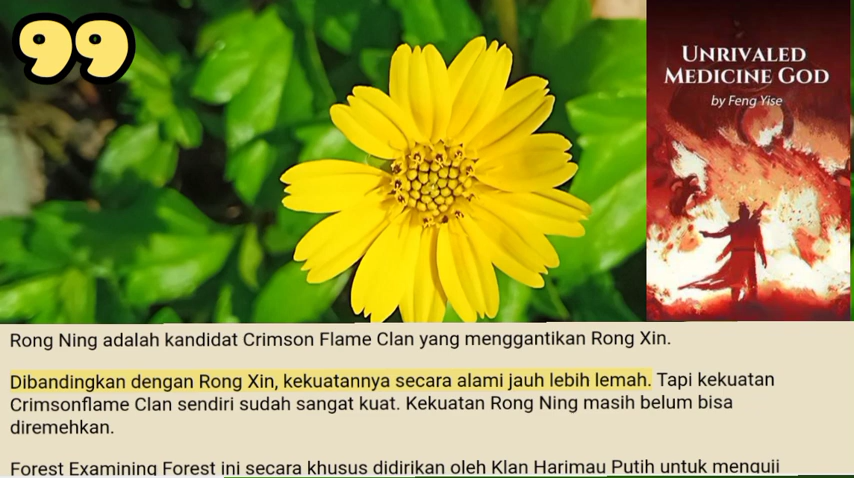 99
UNRIVALED
MEDICINE GOD
by Feng Yise
Rong Ning adalah kandidat Crimson Flame Clan yang menggantikan Rong Xin.
Dibandingkan dengan Rong Xin, kekuatannya secara alami jauh lebih lemah. Tapi kekuatan
Crimsonflame Clan sendiri sudah sangat kuat. Kekuatan Rong Ning masih belum bisa
diremehkan.
Forest Examining Forest ini secara khusus didirikan oleh Klan Harimau Putih untuk menguji